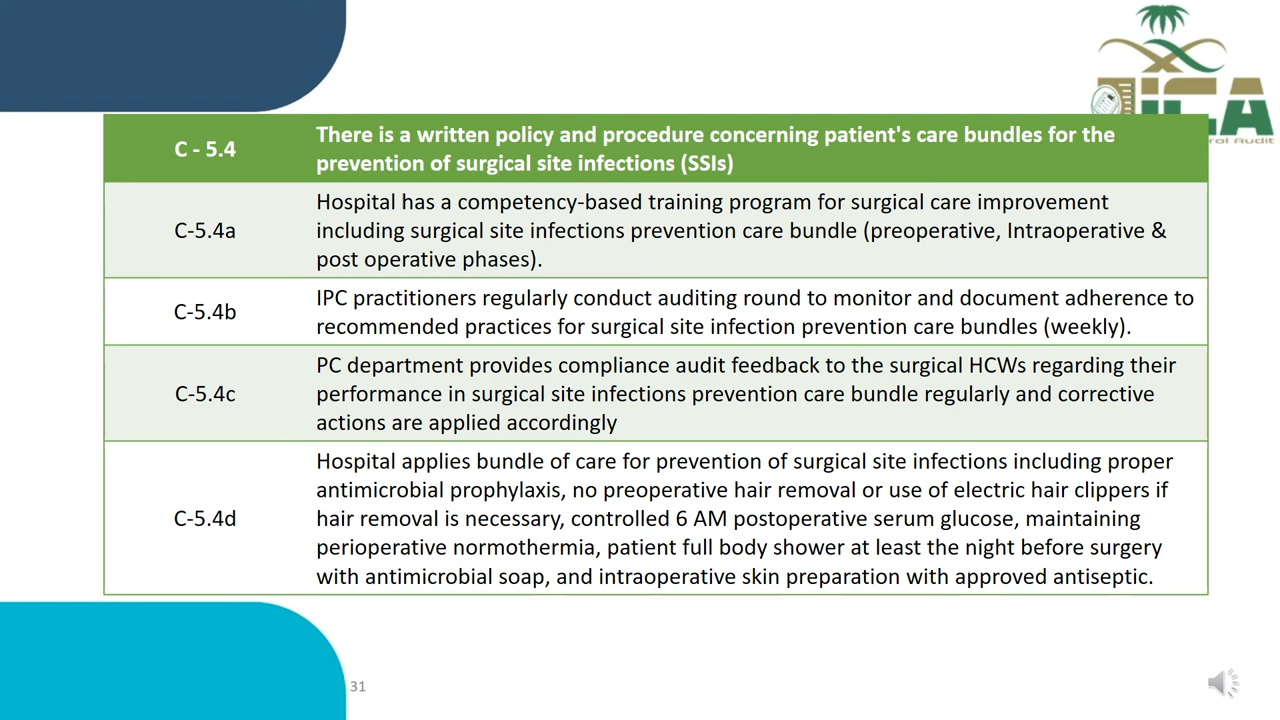 ICA
rol Audit
C - 5.4
There is a written policy and procedure concerning patient's care bundles for the
prevention of surgical site infections (SSIs)
C-5.4a
Hospital has a competency-based training program for surgical care improvement
including surgical site infections prevention care bundle (preoperative, Intraoperative &
post operative phases).
C-5.4b
IPC practitioners regularly conduct auditing round to monitor and document adherence to
recommended practices for surgical site infection prevention care bundles (weekly).
C-5.4c
PC department provides compliance audit feedback to the surgical HCWs regarding their
performance in surgical site infections prevention care bundle regularly and corrective
actions are applied accordingly
C-5.4d
Hospital applies bundle of care for prevention of surgical site infections including proper
antimicrobial prophylaxis, no preoperative hair removal or use of electric hair clippers if
hair removal is necessary, controlled 6 AM postoperative serum glucose, maintaining
perioperative normothermia, patient full body shower at least the night before surgery
with antimicrobial soap, and intraoperative skin preparation with approved antiseptic.
31